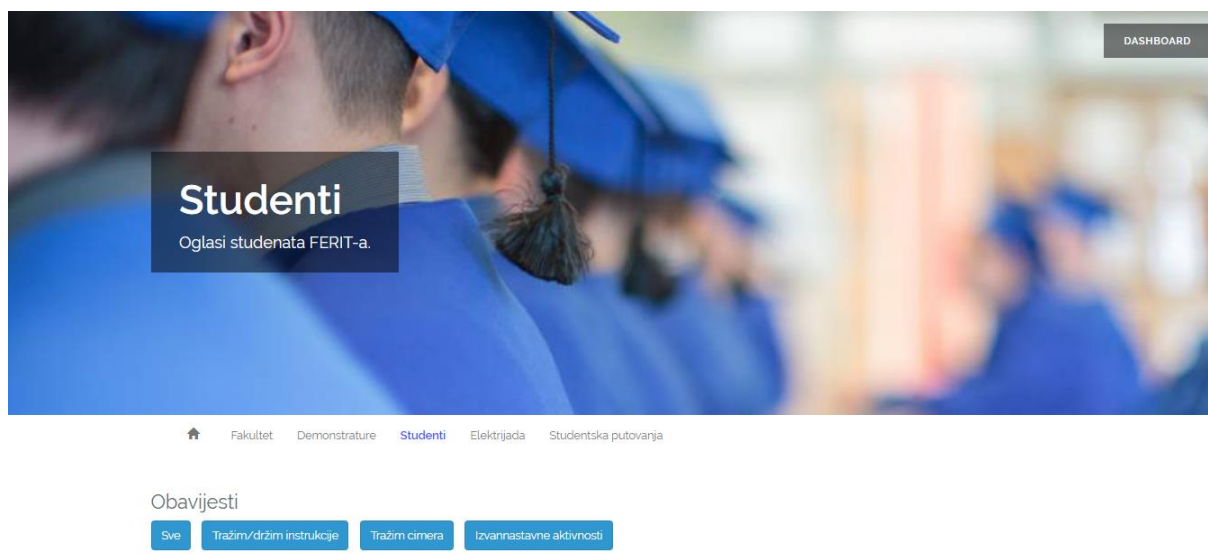 DASHBOARD
Studenti
Oglasi studenata FERIT-a.
Fakultet Demonstrature Studenti Elektrijada Studentska putovanja
Obavijesti
Sve Tražim/držim instrukcije Tražim cimera Izvannastavne aktivnosti